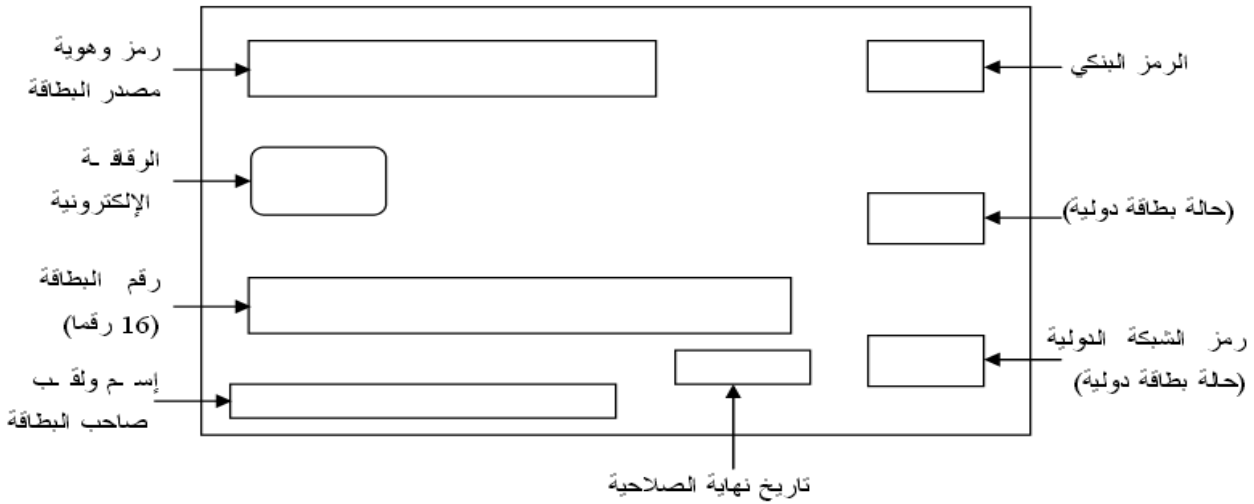 رمز وهوية
مصدر البطاقة
الرمز البنكي
الرقاقـة
الإلكترونية
(حالة بطاقة دولية)
رقم البطاقة
(16 رقما)
رمز الشبكة الدولية
(حالة بطاقة دولية)
إسـم ولقـب
صاحب البطاقة
تاريخ نهاية الصلاحية